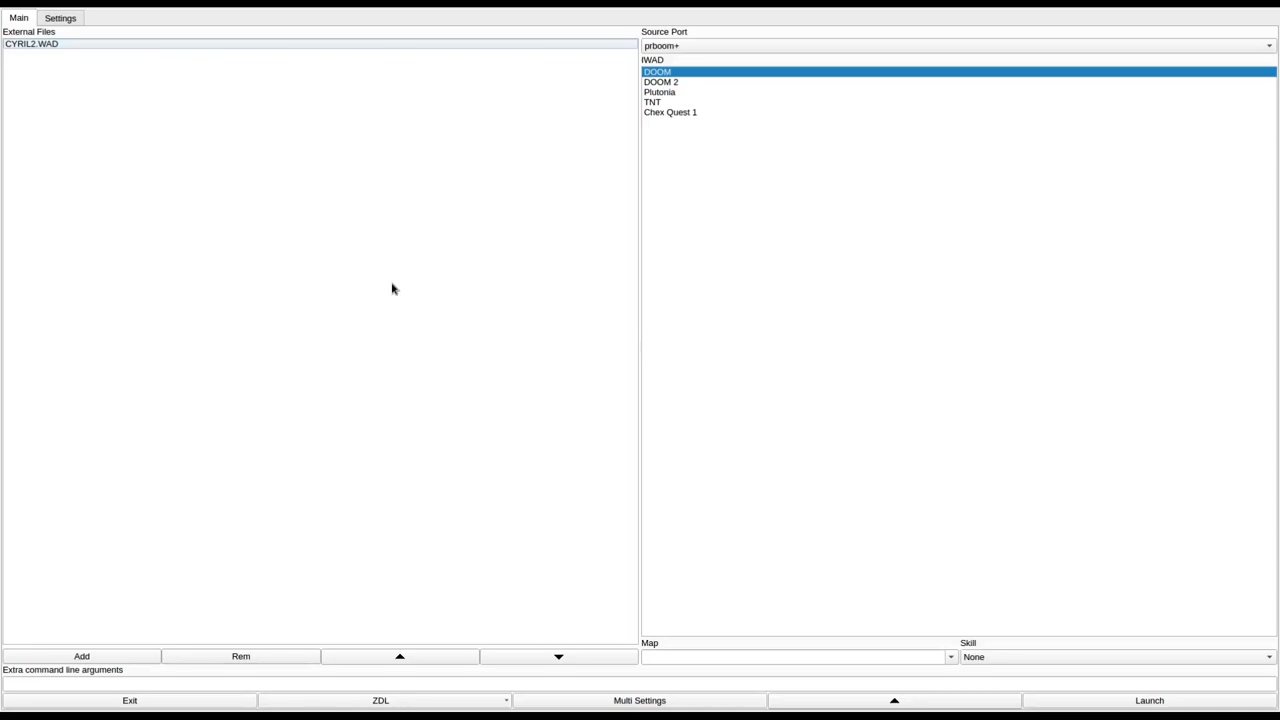 Main Settings
External Files
CYRIL2.WAD
Source Port
prboom+
IWAD
DOOM
DOOM 2
Plutonia
TNT
Chex Quest 1
Map Skill
None
Add Rem
Extra command line arguments
Exit ZDL Multi Settings Launch